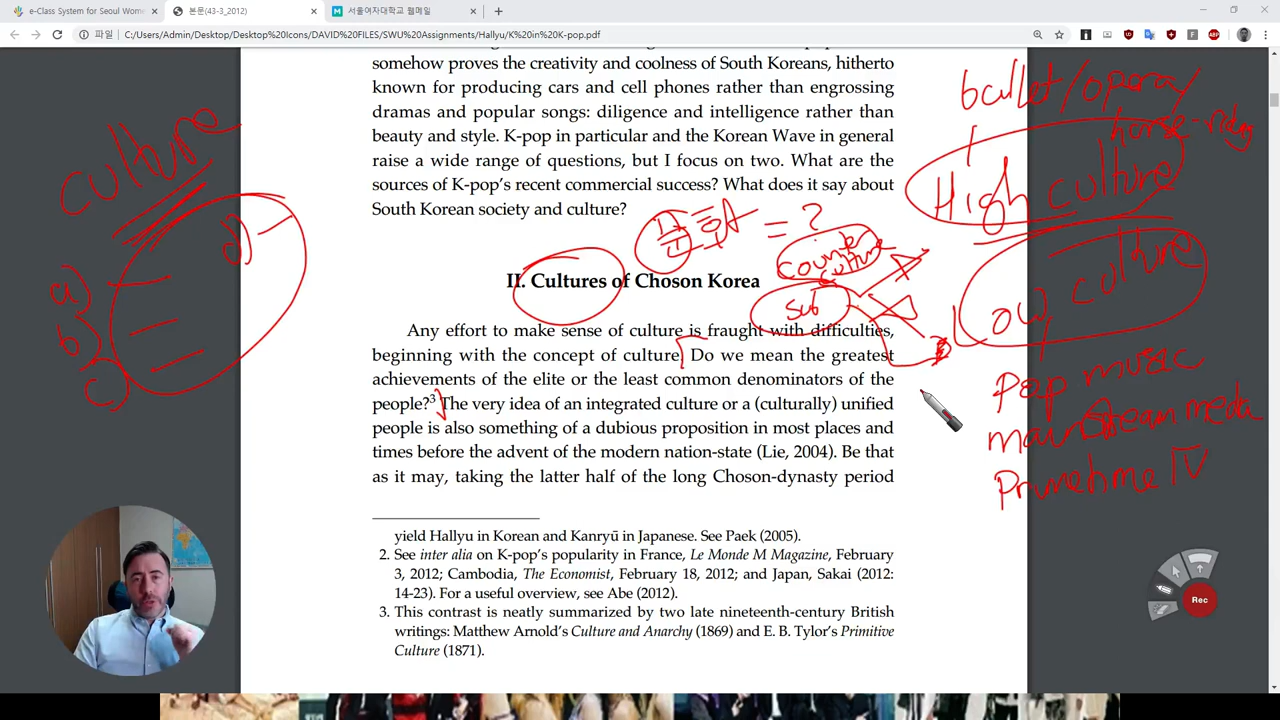 e-Class System for Seoul Wom
본문(43-3_2012)
서울여자대학교 웹메일
파일
C:/Users/Admin/Desktop/Desktop%20Icons/DAVID%20FILES/SWU%20Assignments/Hallyu/K%20in%20K-pop.pdf
somehow proves the creativity and coolness of South Koreans, hitherto
known for producing cars and cell phones rather than engrossing
dramas and popular songs: diligence and intelligence rather than
beauty and style. K-pop in particular and the Korean Wave in general
raise a wide range of questions, but I focus on two. What are the
sources of K-pop's recent commercial success? What does it say about
South Korean society and culture?
II. Cultures of Choson Korea
Any effort to make sense of culture is fraught with difficulties,
beginning with the concept of culture. Do we mean the greatest
achievements of the elite or the least common denominators of the
people?3 The very idea of an integrated culture or a (culturally) unified
people is also something of a dubious proposition in most places and
times before the advent of the modern nation-state (Lie, 2004). Be that
as it may, taking the latter half of the long Choson-dynasty period
yield Hallyu in Korean and Kanryū in Japanese. See Paek (2005).
2. See inter alia on K-pop's popularity in France, Le Monde M Magazine, February
3, 2012; Cambodia, The Economist, February 18, 2012; and Japan, Sakai (2012:
14-23). For a useful overview, see Abe (2012).
3. This contrast is neatly summarized by two late nineteenth-century British
writings: Matthew Arnold's Culture and Anarchy (1869) and E. B. Tylor's Primitive
Culture (1871).
culture
a)
b)
c)
d)
= ?
counter
culture
sub
ballet/opera/
horse-riding
High culture
low culture
Pop music
mainstream media
Primetime TV
Rec